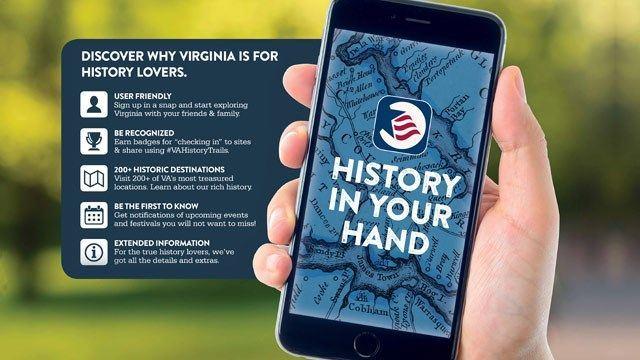 DISCOVER WHY VIRGINIA IS FOR
HISTORY LOVERS.
USER FRIENDLY
Sign up in a snap and start exploring
Virginia with your friends & family.
BE RECOGNIZED
Earn badges for “checking in” to sites
& share using #VAHistoryTrails.
200+ HISTORIC DESTINATIONS
Visit 200+ of VA’s most treasured
locations. Learn about our rich history.
BE THE FIRST TO KNOW
Get notifications of upcoming events
and festivals you will not want to miss!
EXTENDED INFORMATION
For the true history lovers, we’ve
got all the details and extras.
HISTORY
IN YOUR
HAND
James Town
Cobham